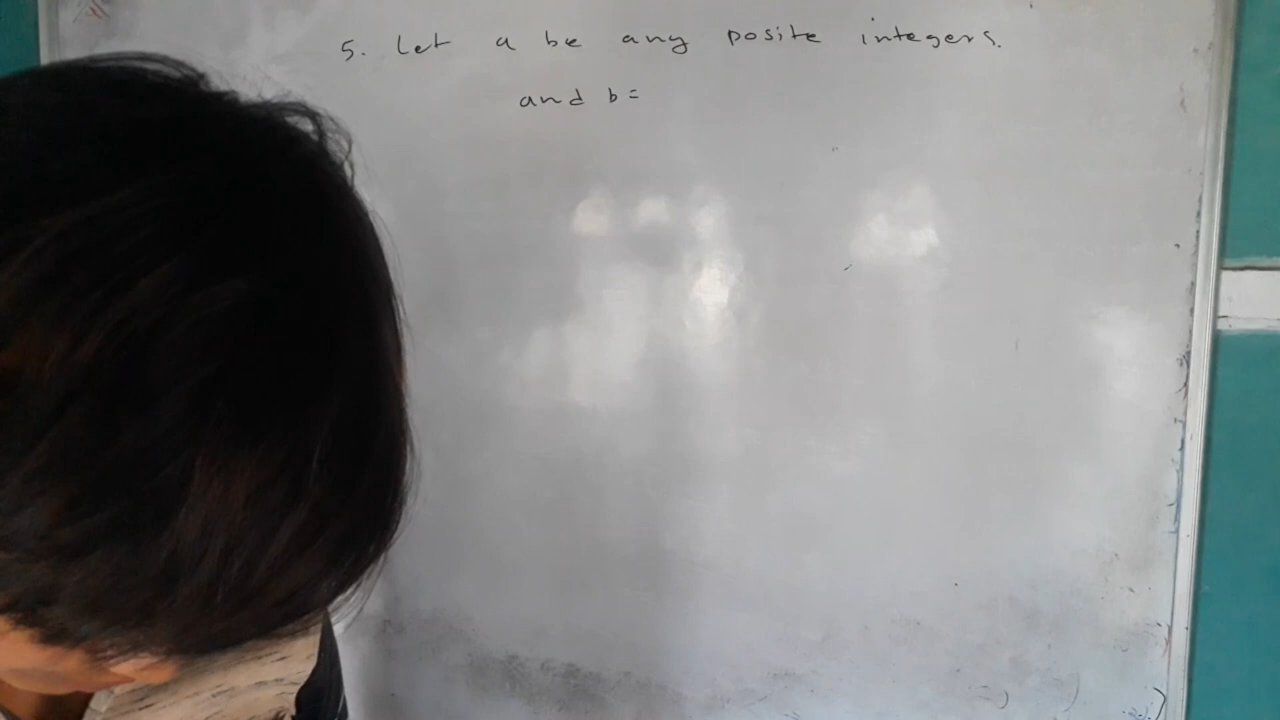 5. Let a be any posite integers.
and b =